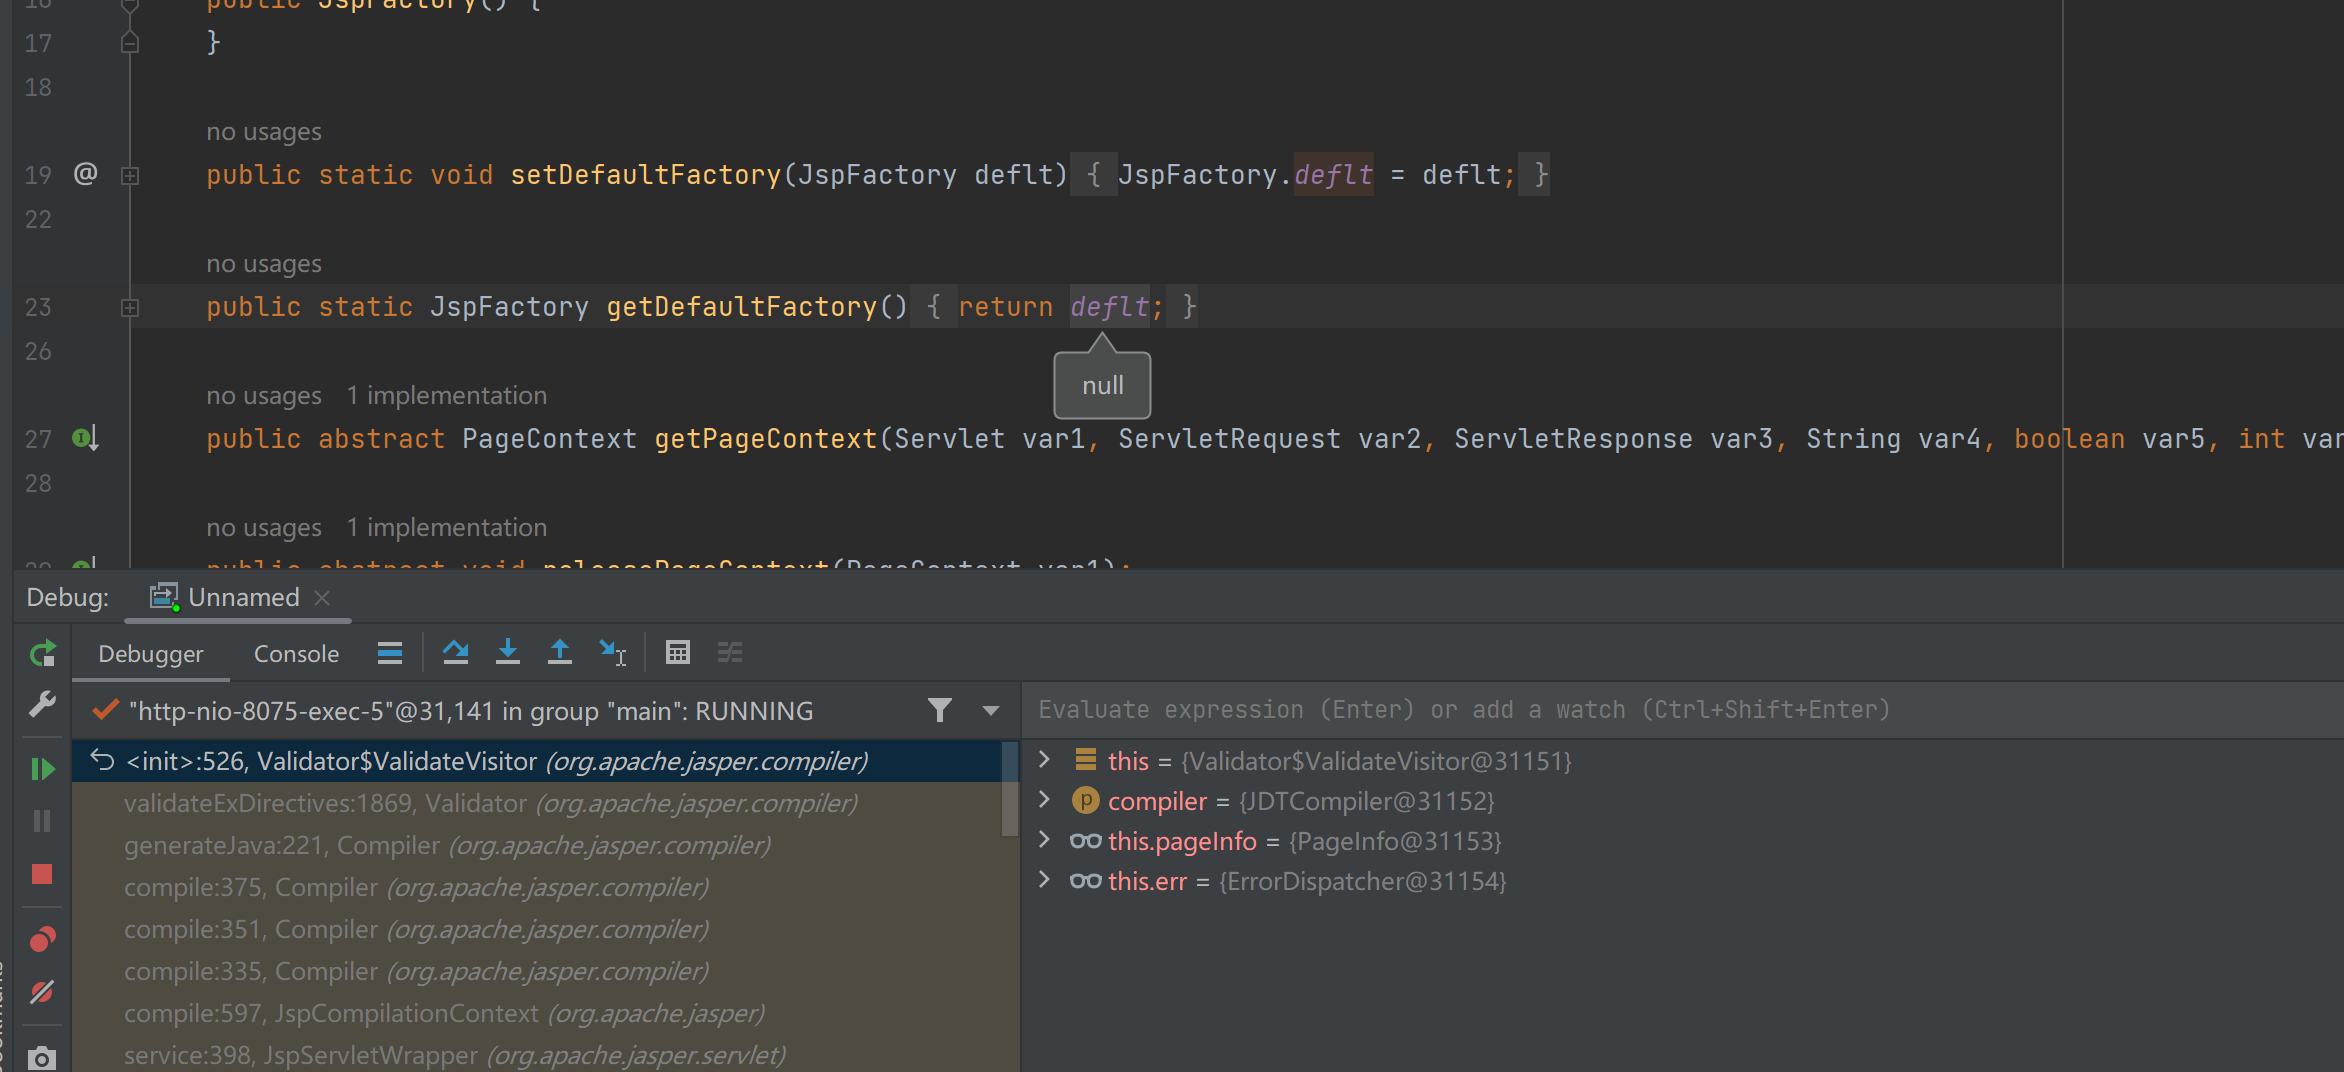 16 public JspFactory() {
17 }
18
no usages
19 @ public static void setDefaultFactory(JspFactory deflt) { JspFactory.deflt = deflt; }
22
no usages
23 public static JspFactory getDefaultFactory() { return deflt; }
26
null
no usages 1 implementation
27 public abstract PageContext getPageContext(Servlet var1, ServletRequest var2, ServletResponse var3, String var4, boolean var5, int var
28
no usages 1 implementation
public abstract void releasePageContext(PageContext var1);
Debug: Unnamed
Debugger Console
"http-nio-8075-exec-5"@31,141 in group "main": RUNNING
Evaluate expression (Enter) or add a watch (Ctrl+Shift+Enter)
<init>:526, Validator$ValidateVisitor (org.apache.jasper.compiler)
validateExDirectives:1869, Validator (org.apache.jasper.compiler)
generateJava:221, Compiler (org.apache.jasper.compiler)
compile:375, Compiler (org.apache.jasper.compiler)
compile:351, Compiler (org.apache.jasper.compiler)
compile:335, Compiler (org.apache.jasper.compiler)
compile:597, JspCompilationContext (org.apache.jasper)
service:398, JspServletWrapper (org.apache.jasper.servlet)
this = {Validator$ValidateVisitor@31151}
compiler = {JDTCompiler@31152}
this.pageInfo = {PageInfo@31153}
this.err = {ErrorDispatcher@31154}